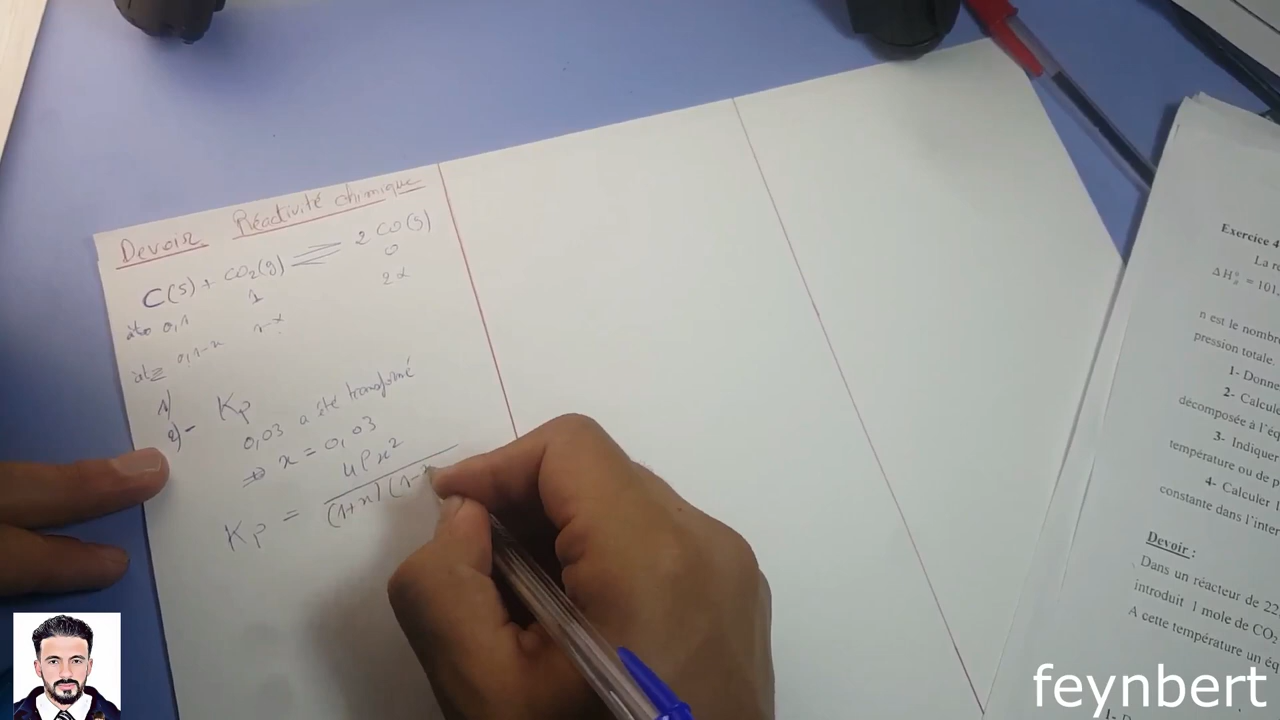 Devoir. Réactivité chimique
C(s) + CO2(g) ⇌ 2 CO(g)
àto 0,1 1 0
àt 0,1-x 1-x 2x
1)
2)- Kp
0,03 a été transformé
⇒ x = 0,03
Kp = 4Px² / (1+x)(1-x
Exercice 4
La ré
ΔH = 101,
n est le nombr
pression totale.
1- Donne
2- Calcule
décomposée à l'éq
3- Indiquer
température ou de p
4- Calculer l
constante dans l'inter
Devoir :
Dans un réacteur de 22
introduit 1 mole de CO2
A cette température un éq
feynbert